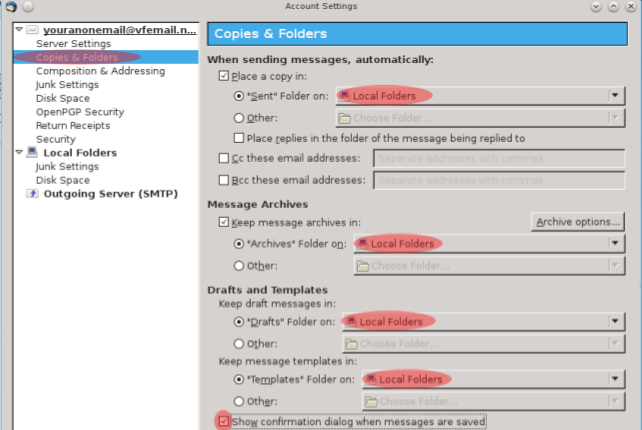 Account Settings
youranonemail@vfemail.n...
Server Settings
Copies & Folders
Composition & Addressing
Junk Settings
Disk Space
OpenPGP Security
Return Receipts
Security
Local Folders
Junk Settings
Disk Space
Outgoing Server (SMTP)
Copies & Folders
When sending messages, automatically:
Place a copy in:
"Sent" Folder on: Local Folders
Other: Choose Folder...
Place replies in the folder of the message being replied to
Cc these email addresses: Separate addresses with commas
Bcc these email addresses: Separate addresses with commas
Message Archives
Keep message archives in: Archive options...
"Archives" Folder on: Local Folders
Other: Choose Folder...
Drafts and Templates
Keep draft messages in:
"Drafts" Folder on: Local Folders
Other: Choose Folder...
Keep message templates in:
"Templates" Folder on: Local Folders
Other: Choose Folder...
Show confirmation dialog when messages are saved